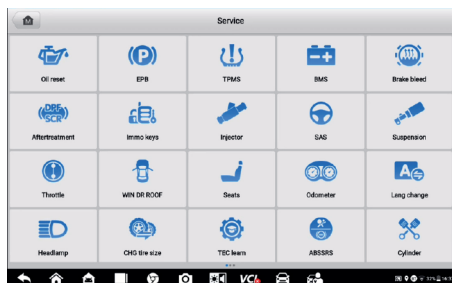 Service
Oil reset
EPB
TPMS
BMS
Brake bleed
DPF
SCR
Aftertreatment
Immo keys
Injector
SAS
Suspension
Throttle
WIN DR ROOF
Seats
Odometer
Lang change
Headlamp
CHG tire size
TEC learn
ABSSRS
Cylinder
VCI